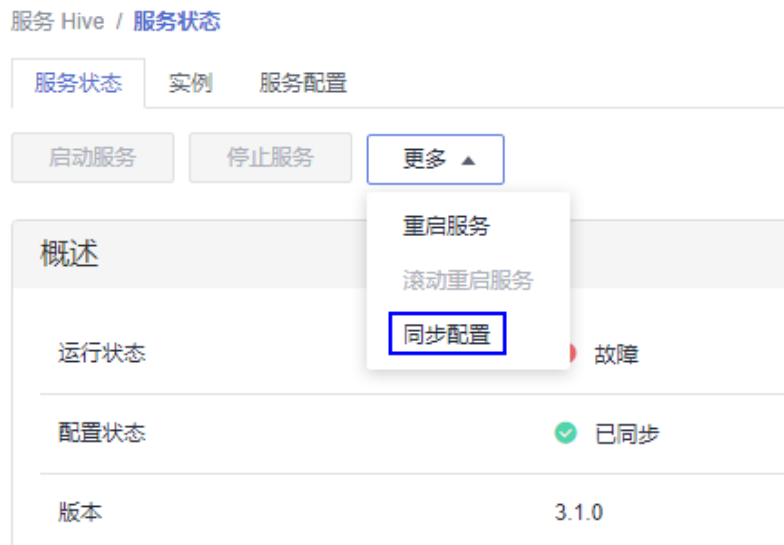 服务 Hive / 服务状态
服务状态 实例 服务配置
启动服务 停止服务 更多
重启服务
滚动重启服务
同步配置
概述
运行状态 故障
配置状态 已同步
版本 3.1.0